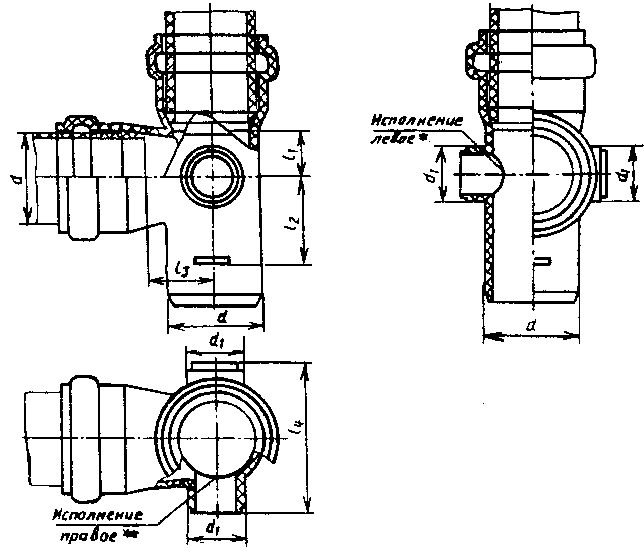 Исполнение
левое *
d
l₁
l₂
l₃
d
d₁
d₁
d
d₁
l₄
Исполнение
правое **
d₁